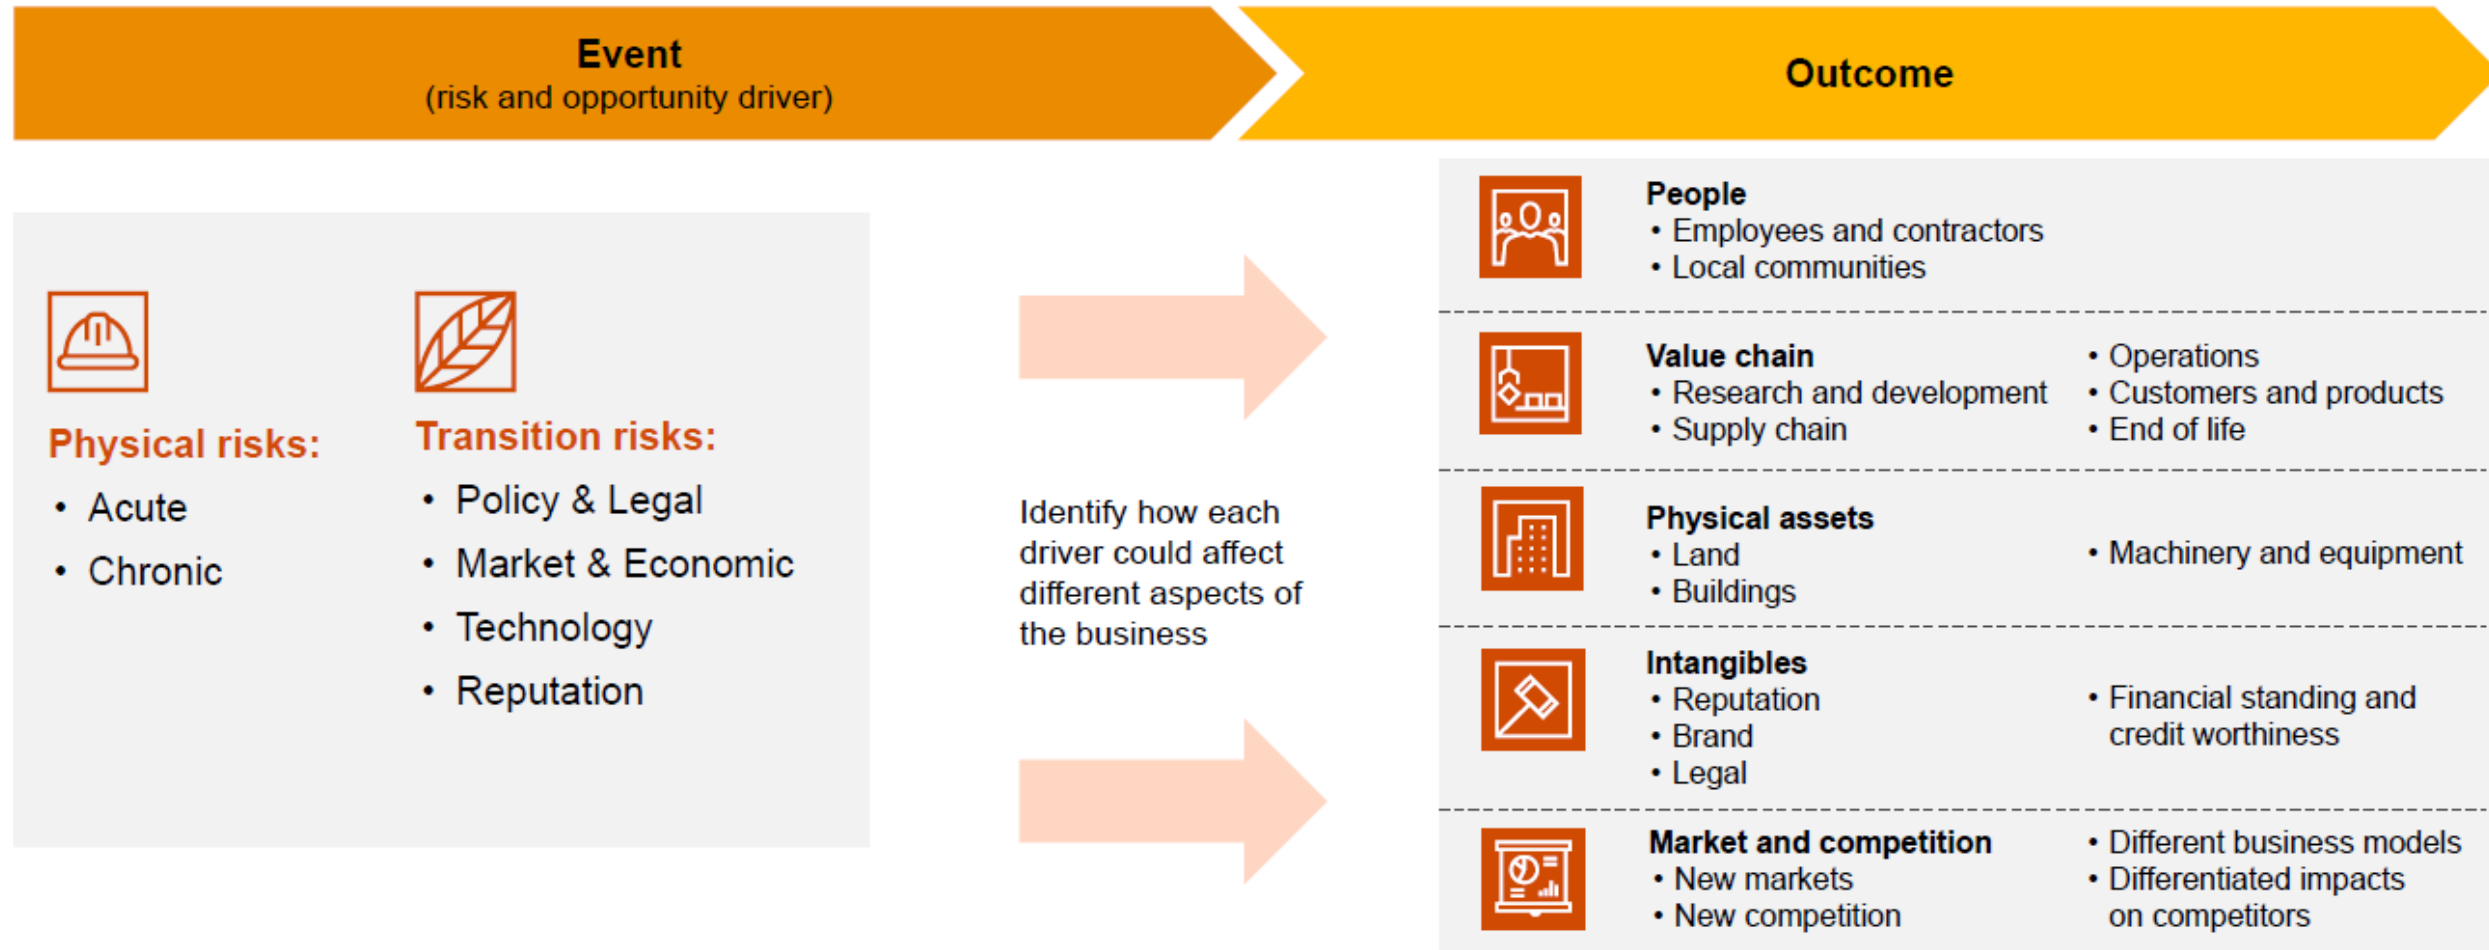 Event
(risk and opportunity driver)
Outcome
Physical risks:
• Acute
• Chronic
Transition risks:
• Policy & Legal
• Market & Economic
• Technology
• Reputation
Identify how each
driver could affect
different aspects of
the business
People
• Employees and contractors
• Local communities
Value chain
• Research and development
• Supply chain
• Operations
• Customers and products
• End of life
Physical assets
• Land
• Buildings
• Machinery and equipment
Intangibles
• Reputation
• Brand
• Legal
• Financial standing and
credit worthiness
Market and competition
• New markets
• New competition
• Different business models
• Differentiated impacts
on competitors